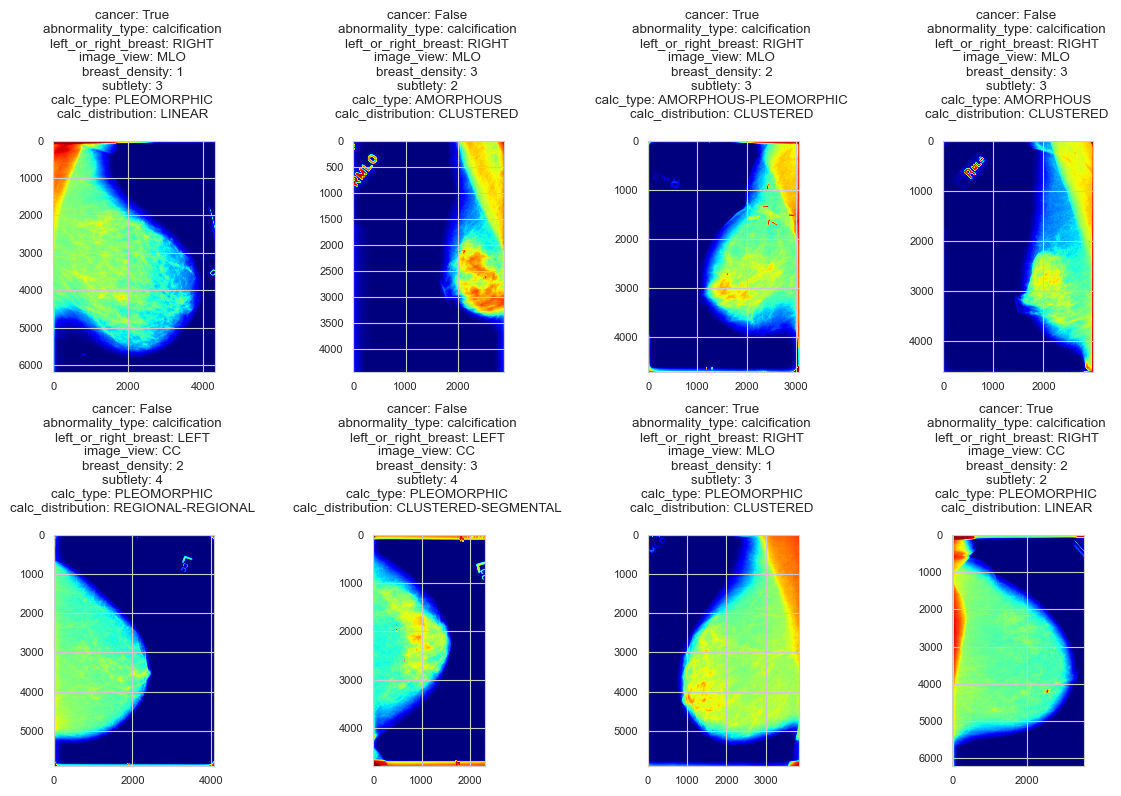 cancer: True
abnormality_type: calcification
left_or_right_breast: RIGHT
image_view: MLO
breast_density: 1
subtlety: 3
calc_type: PLEOMORPHIC
calc_distribution: LINEAR
0
1000
2000
3000
4000
5000
6000
0 2000 4000
cancer: False
abnormality_type: calcification
left_or_right_breast: RIGHT
image_view: MLO
breast_density: 3
subtlety: 2
calc_type: AMORPHOUS
calc_distribution: CLUSTERED
RMLO
0
500
1000
1500
2000
2500
3000
3500
4000
0 2000
cancer: True
abnormality_type: calcification
left_or_right_breast: RIGHT
image_view: MLO
breast_density: 2
subtlety: 3
calc_type: AMORPHOUS-PLEOMORPHIC
calc_distribution: CLUSTERED
0
1000
2000
3000
4000
0 1000 2000 3000
cancer: False
abnormality_type: calcification
left_or_right_breast: RIGHT
image_view: MLO
breast_density: 3
subtlety: 3
calc_type: AMORPHOUS
calc_distribution: CLUSTERED
0
1000
2000
3000
4000
0 1000 2000
cancer: False
abnormality_type: calcification
left_or_right_breast: LEFT
image_view: CC
breast_density: 2
subtlety: 4
calc_type: PLEOMORPHIC
calc_distribution: REGIONAL-REGIONAL
0
1000
2000
3000
4000
5000
0 2000 4000
cancer: False
abnormality_type: calcification
left_or_right_breast: LEFT
image_view: CC
breast_density: 3
subtlety: 4
calc_type: PLEOMORPHIC
calc_distribution: CLUSTERED-SEGMENTAL
0
1000
2000
3000
4000
0 1000 2000
cancer: True
abnormality_type: calcification
left_or_right_breast: RIGHT
image_view: MLO
breast_density: 1
subtlety: 3
calc_type: PLEOMORPHIC
calc_distribution: CLUSTERED
0
1000
2000
3000
4000
5000
0 1000 2000 3000
cancer: True
abnormality_type: calcification
left_or_right_breast: RIGHT
image_view: CC
breast_density: 2
subtlety: 2
calc_type: PLEOMORPHIC
calc_distribution: LINEAR
0
1000
2000
3000
4000
5000
6000
0 2000